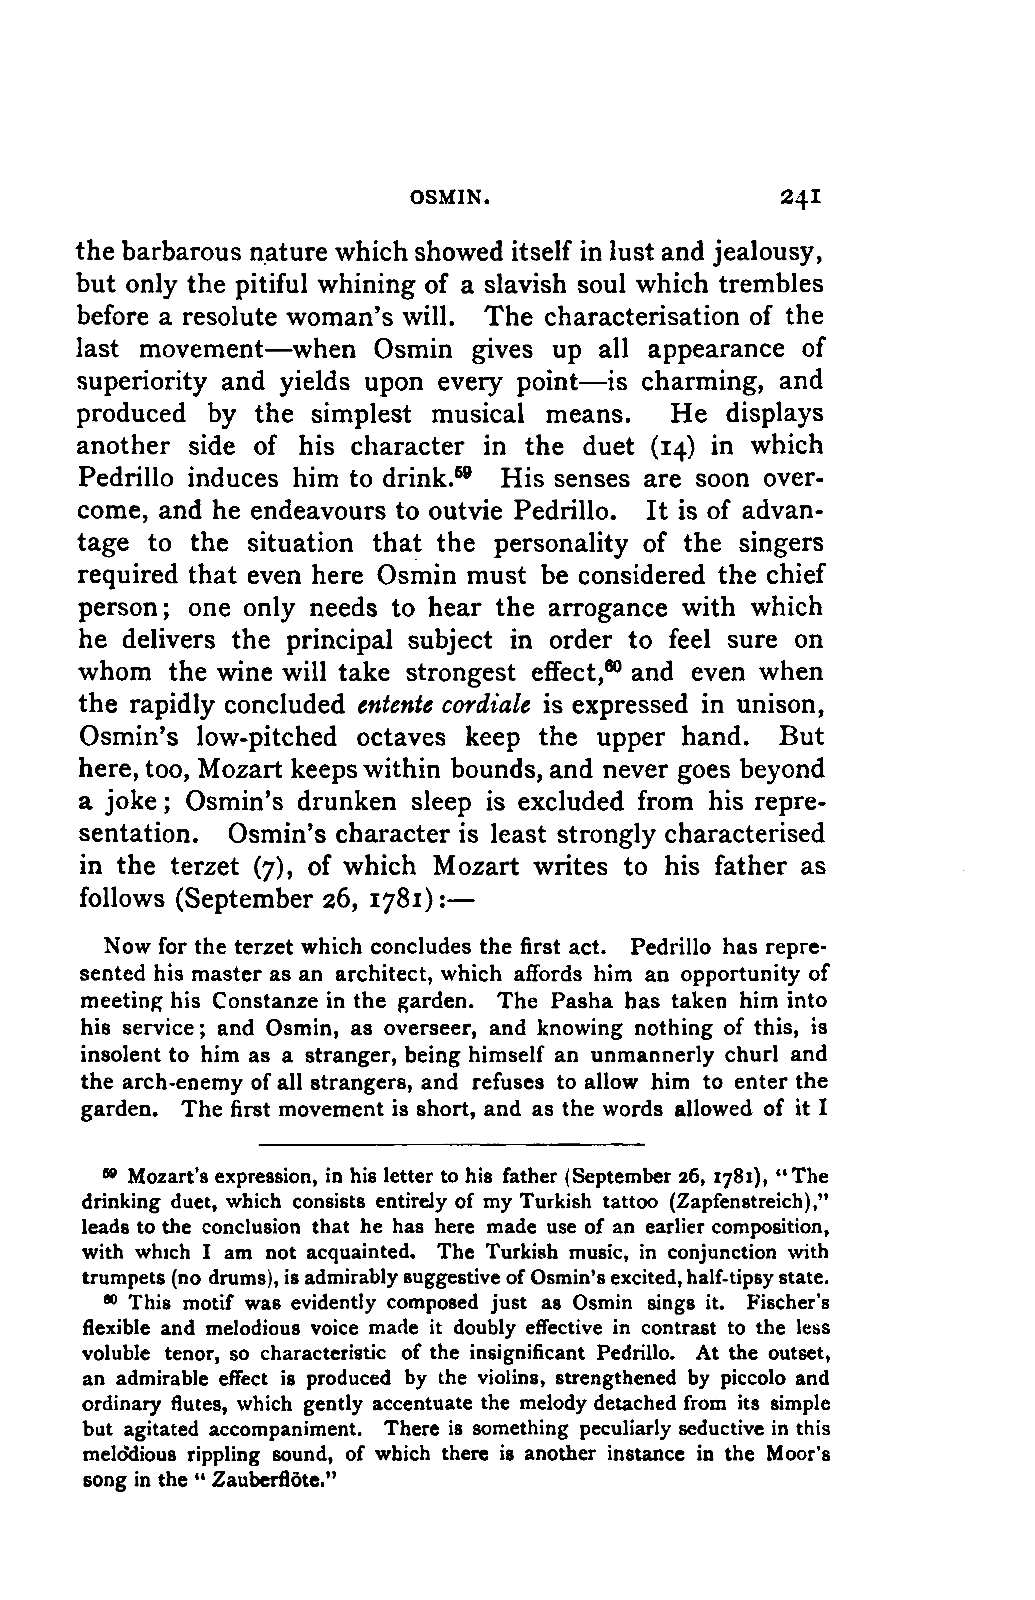 OSMIN. 241
the barbarous nature which showed itself in lust and jealousy,
but only the pitiful whining of a slavish soul which trembles
before a resolute woman's will. The characterisation of the
last movement—when Osmin gives up all appearance of
superiority and yields upon every point—is charming, and
produced by the simplest musical means. He displays
another side of his character in the duet (14) in which
Pedrillo induces him to drink.⁵⁹ His senses are soon over-
come, and he endeavours to outvie Pedrillo. It is of advan-
tage to the situation that the personality of the singers
required that even here Osmin must be considered the chief
person; one only needs to hear the arrogance with which
he delivers the principal subject in order to feel sure on
whom the wine will take strongest effect,⁶⁰ and even when
the rapidly concluded entente cordiale is expressed in unison,
Osmin's low-pitched octaves keep the upper hand. But
here, too, Mozart keeps within bounds, and never goes beyond
a joke; Osmin's drunken sleep is excluded from his repre-
sentation. Osmin's character is least strongly characterised
in the terzet (7), of which Mozart writes to his father as
follows (September 26, 1781):—
Now for the terzet which concludes the first act. Pedrillo has repre-
sented his master as an architect, which affords him an opportunity of
meeting his Constanze in the garden. The Pasha has taken him into
his service; and Osmin, as overseer, and knowing nothing of this, is
insolent to him as a stranger, being himself an unmannerly churl and
the arch-enemy of all strangers, and refuses to allow him to enter the
garden. The first movement is short, and as the words allowed of it I
⁵⁹ Mozart's expression, in his letter to his father (September 26, 1781), "The
drinking duet, which consists entirely of my Turkish tattoo (Zapfenstreich),"
leads to the conclusion that he has here made use of an earlier composition,
with which I am not acquainted. The Turkish music, in conjunction with
trumpets (no drums), is admirably suggestive of Osmin's excited, half-tipsy state.
⁶⁰ This motif was evidently composed just as Osmin sings it. Fischer's
flexible and melodious voice made it doubly effective in contrast to the less
voluble tenor, so characteristic of the insignificant Pedrillo. At the outset,
an admirable effect is produced by the violins, strengthened by piccolo and
ordinary flutes, which gently accentuate the melody detached from its simple
but agitated accompaniment. There is something peculiarly seductive in this
melodious rippling sound, of which there is another instance in the Moor's
song in the "Zauberflöte."